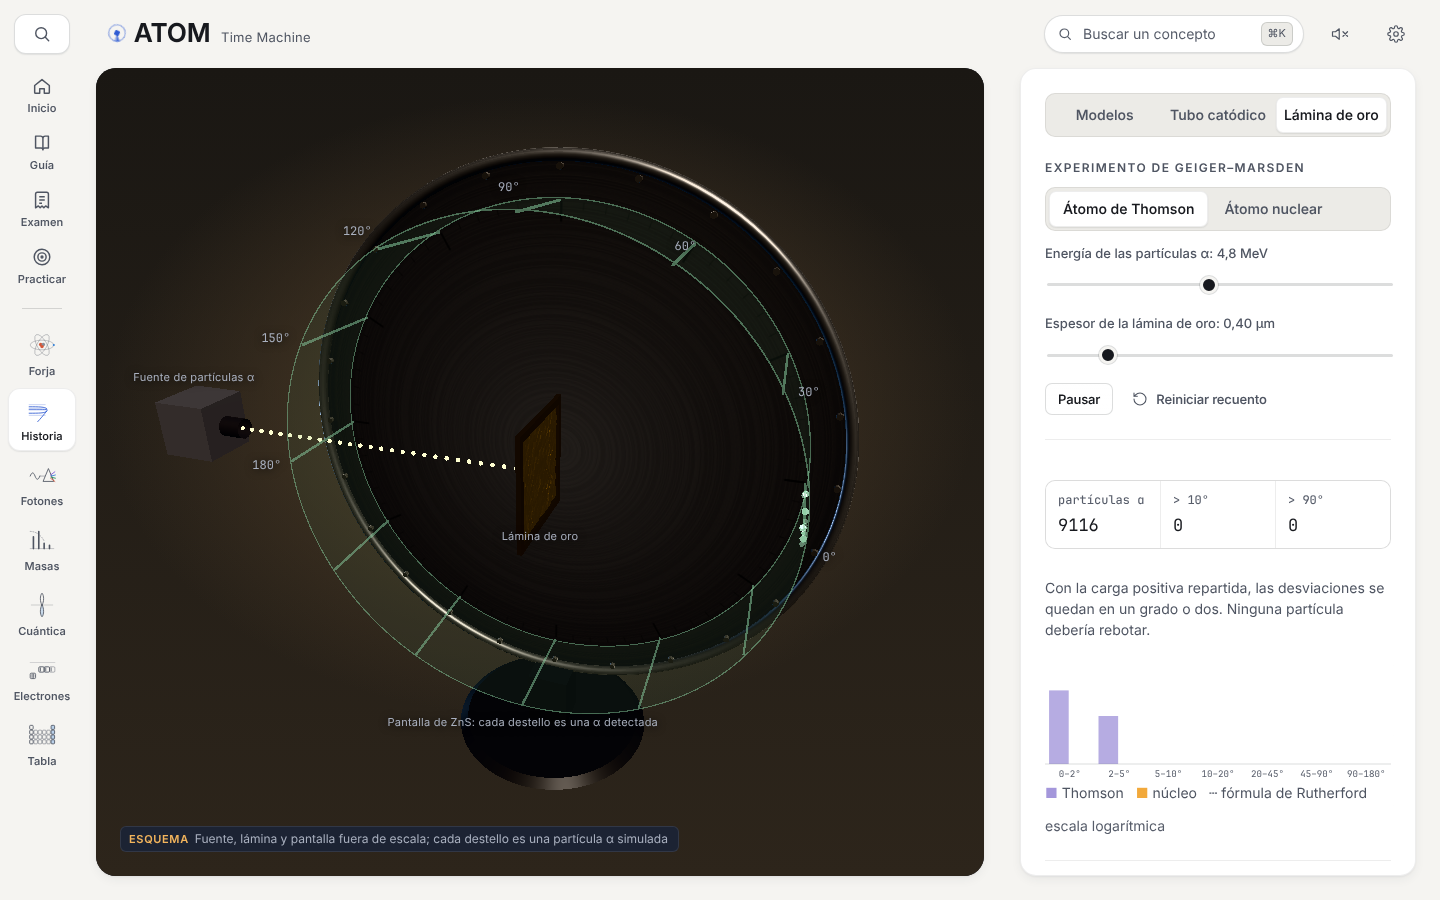 ATOM Time Machine
Buscar un concepto ⌘K
Inicio
Guía
Examen
Practicar
Forja
Historia
Fotones
Masas
Cuántica
Electrones
Tabla
90°
120°
60°
150°
30°
Fuente de partículas α
180°
Lámina de oro
0°
Pantalla de ZnS: cada destello es una α detectada
ESQUEMA Fuente, lámina y pantalla fuera de escala; cada destello es una partícula α simulada
Modelos Tubo catódico Lámina de oro
EXPERIMENTO DE GEIGER–MARSDEN
Átomo de Thomson Átomo nuclear
Energía de las partículas α: 4,8 MeV
Espesor de la lámina de oro: 0,40 µm
Pausar Reiniciar recuento
partículas α > 10° > 90°
9116 0 0
Con la carga positiva repartida, las desviaciones se
quedan en un grado o dos. Ninguna partícula
debería rebotar.
0–2° 2–5° 5–10° 10–20° 20–45° 45–90° 90–180°
Thomson núcleo fórmula de Rutherford
escala logarítmica